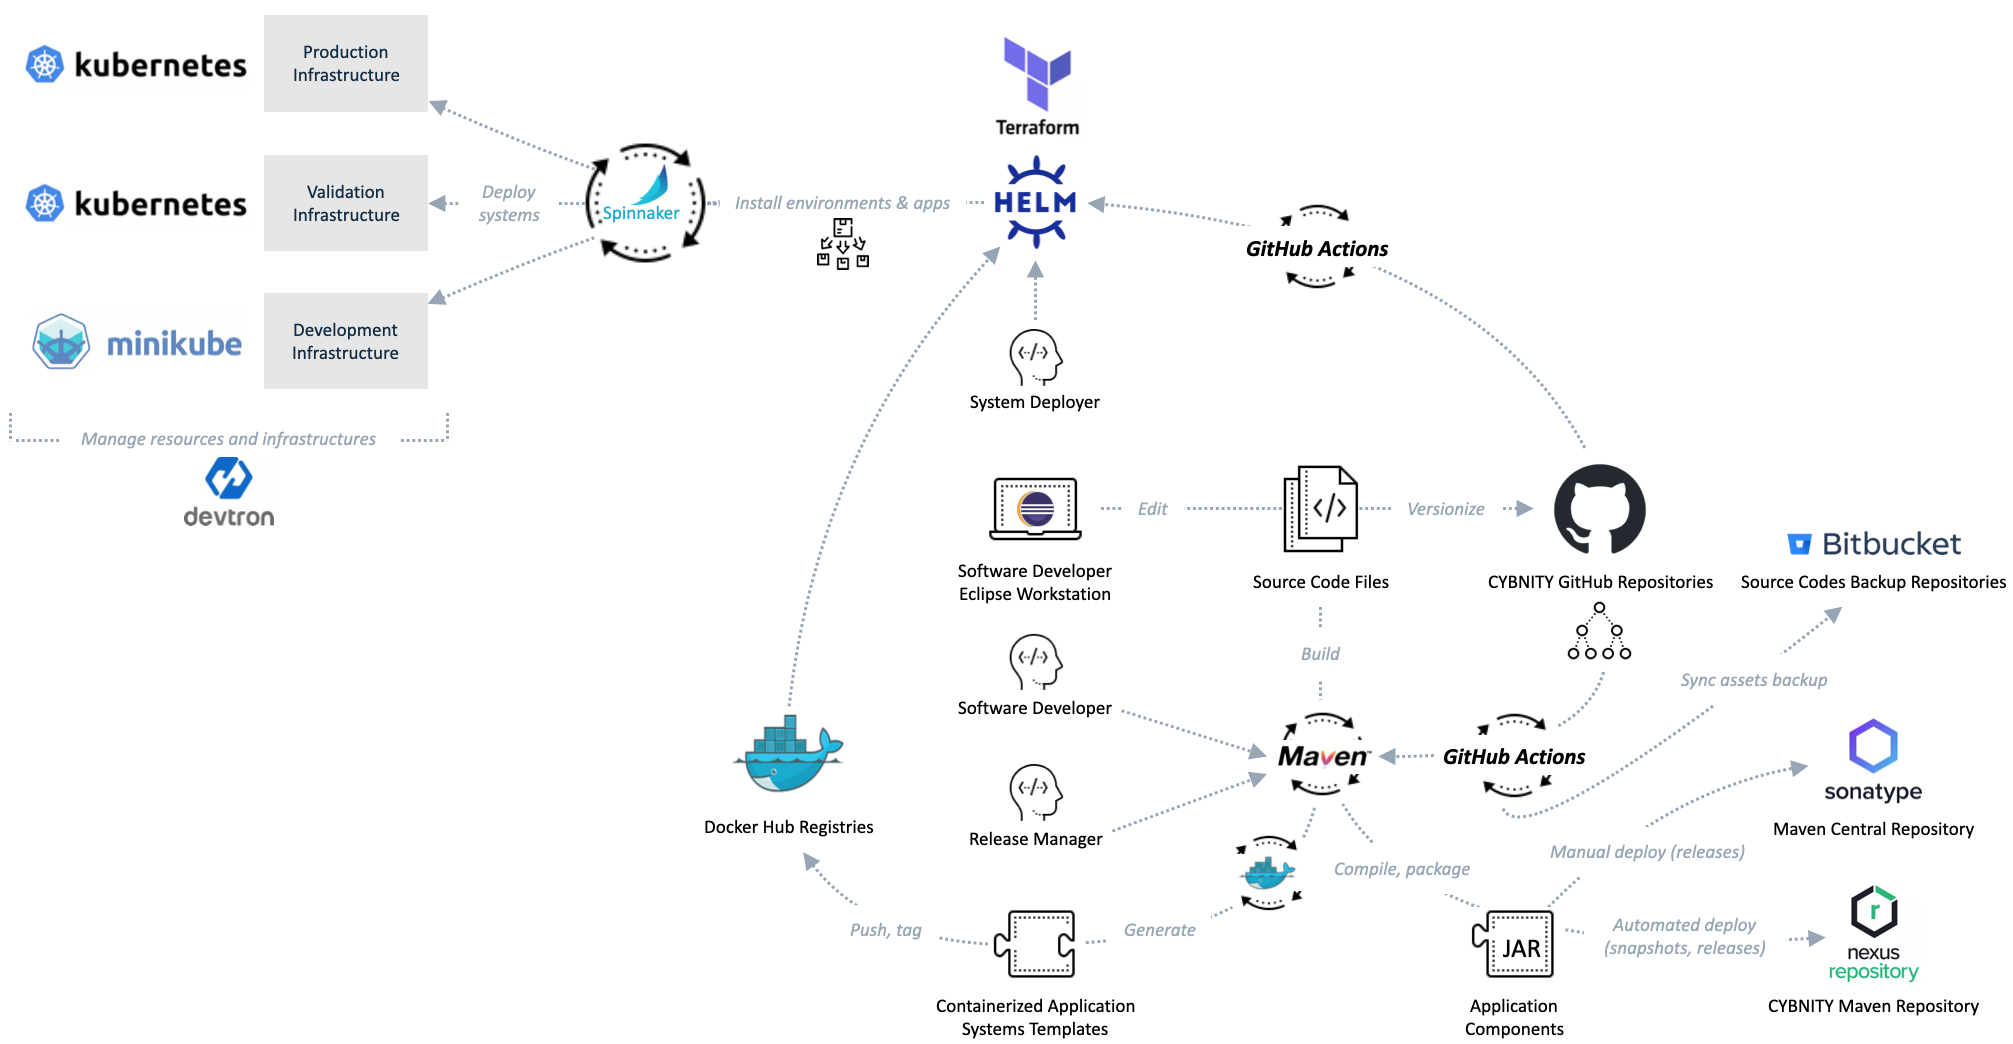 kubernetes
Production
Infrastructure
Terraform
kubernetes
Validation
Infrastructure
Deploy
systems
Spinnaker
Install environments & apps
HELM
GitHub Actions
minikube
Development
Infrastructure
System Deployer
Manage resources and infrastructures
devtron
Edit
Versionize
Software Developer
Eclipse Workstation
</>
Source Code Files
CYBNITY GitHub Repositories
Bitbucket
Source Codes Backup Repositories
Build
Sync assets backup
Software Developer
Maven™
GitHub Actions
sonatype
Maven Central Repository
Docker Hub Registries
Release Manager
Compile, package
Manual deploy (releases)
Push, tag
Generate
JAR
Automated deploy
(snapshots, releases)
r
nexus
repository
Containerized Application
Systems Templates
Application
Components
CYBNITY Maven Repository